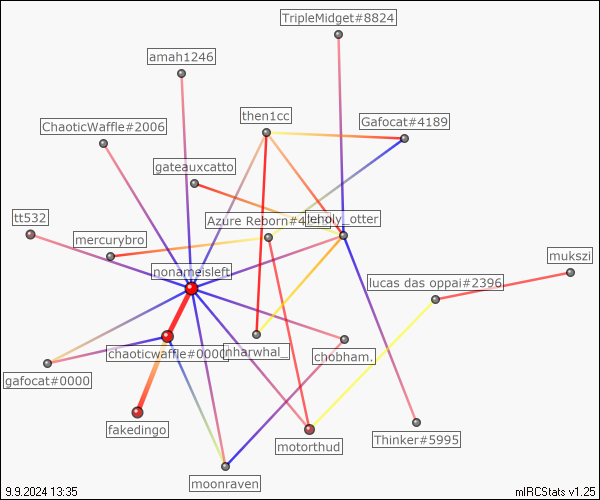 TripleMidget#8824
amah1246
then1cc
Gafocat#4189
ChaoticWaffle#2006
gateauxcatto
tt532
Azure Reborn#4
leholy_otter
mercurybro
mukszi
nonameisleft
lucas das oppai#2396
chaoticwaffle#0000
nharwhal_
chobham.
gafocat#0000
fakedingo
motorthud
Thinker#5995
moonraven
9.9.2024 13:35
mIRCStats v1.25